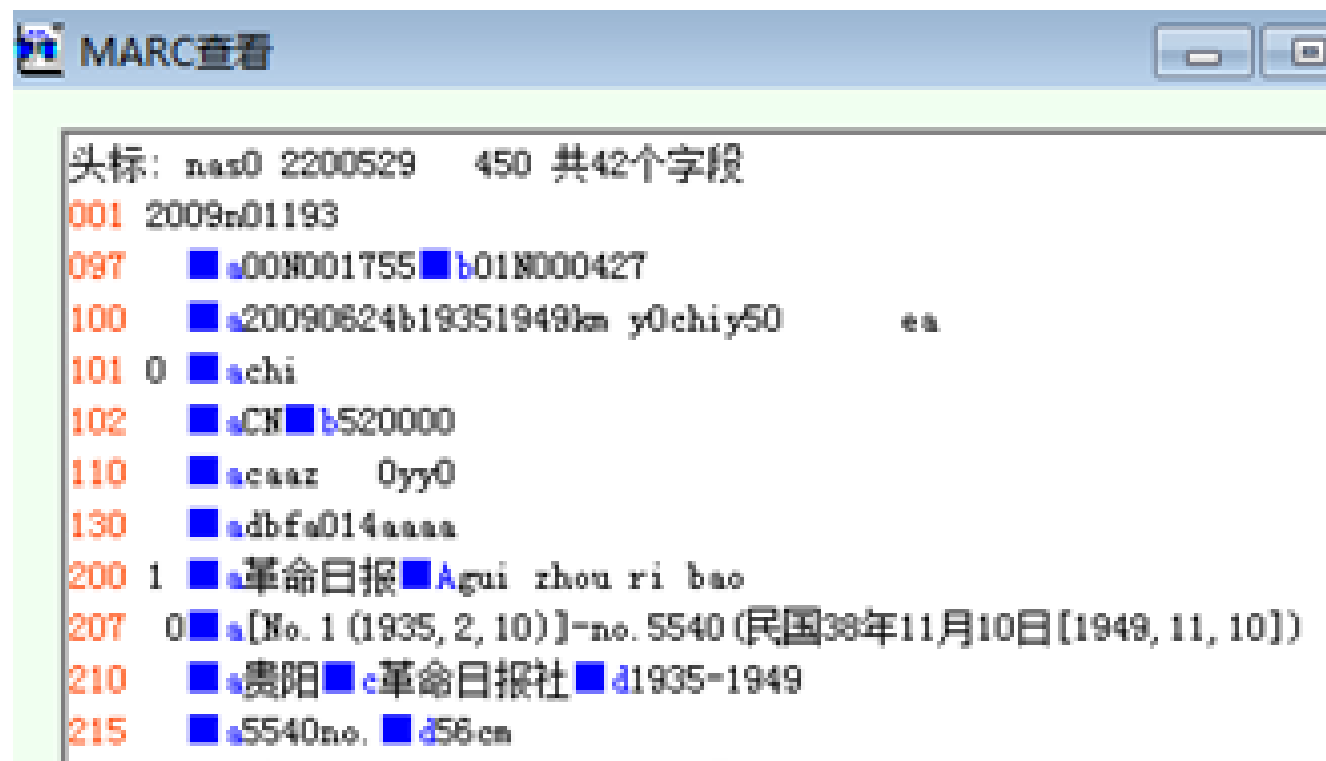 MARC查看
头标: nas0 2200529   450 共42个字段
001 2009n01193
097 ■a00N001755■b01N000427
100 ■a20090624b19351949km y0chiy50      ea
101 0 ■achi
102 ■aCN■b520000
110 ■acaaz   0yy0
130 ■adbfa014aaaa
200 1 ■a革命日报■Agui zhou ri bao
207  0■a[No.1(1935,2,10)]-no.5540(民国38年11月10日[1949,11,10])
210 ■a贵阳■c革命日报社■d1935-1949
215 ■a5540no.■d56cm